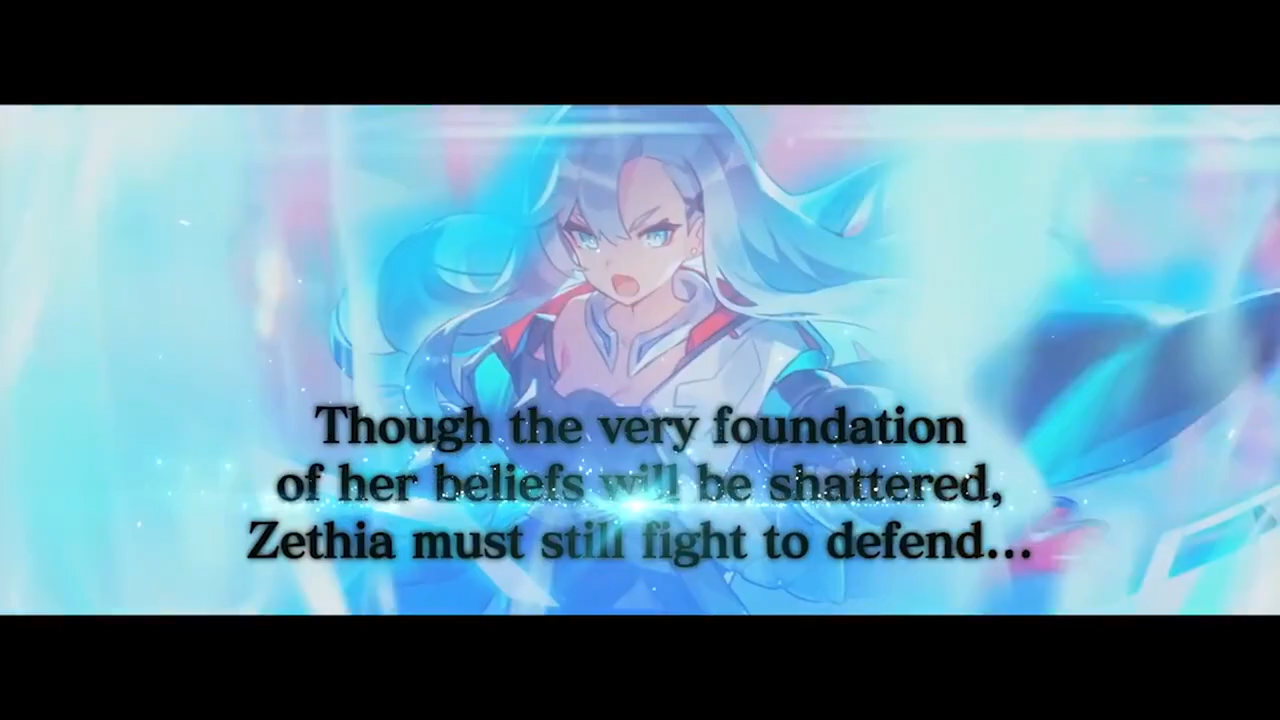 Though the very foundation
of her beliefs will be shattered,
Zethia must still fight to defend...